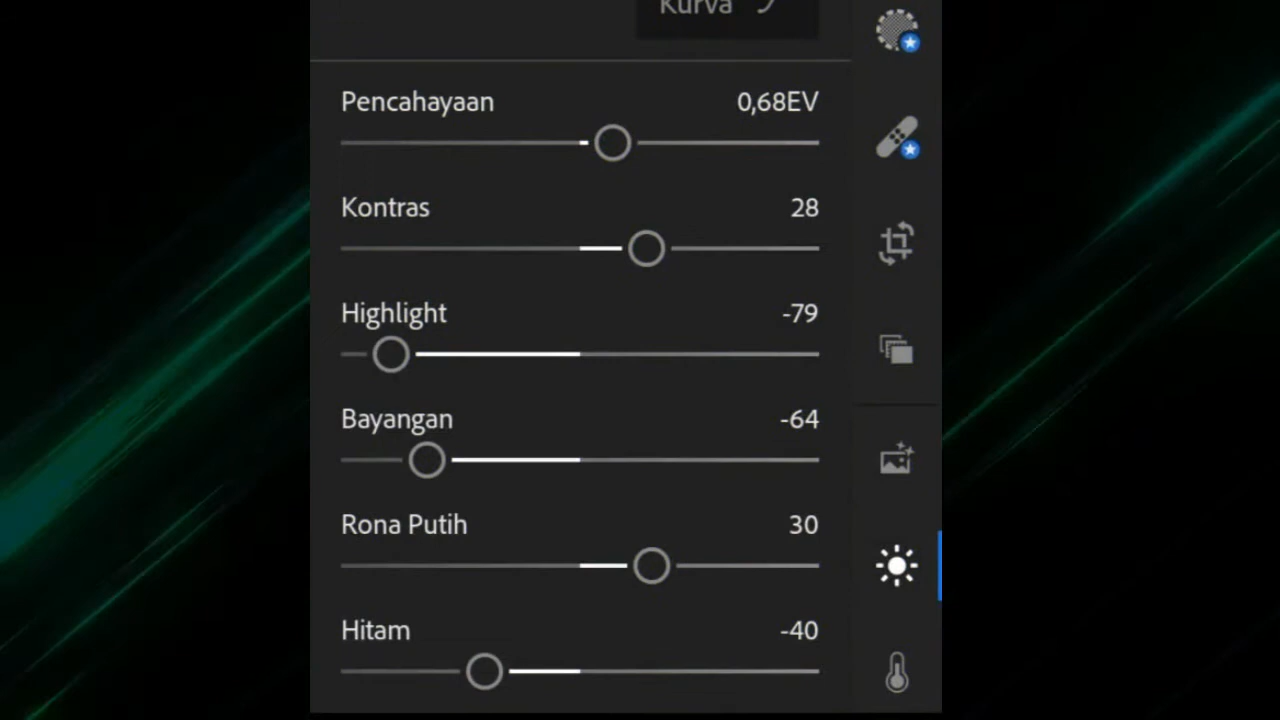 Kurva
Pencahayaan 0,68EV
Kontras 28
Highlight -79
Bayangan -64
Rona Putih 30
Hitam -40